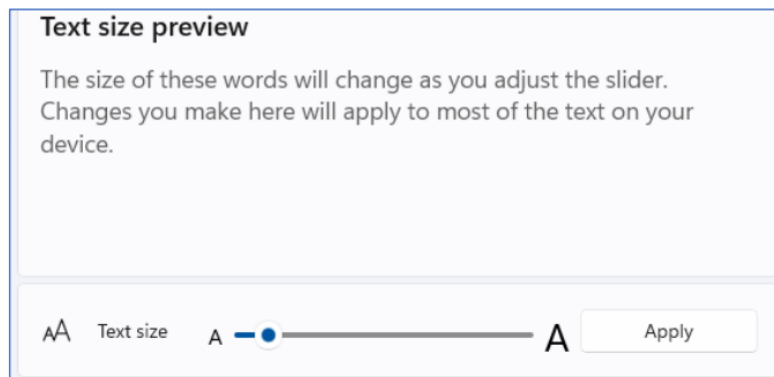 Text size preview
The size of these words will change as you adjust the slider.
Changes you make here will apply to most of the text on your
device.
AA Text size A A Apply